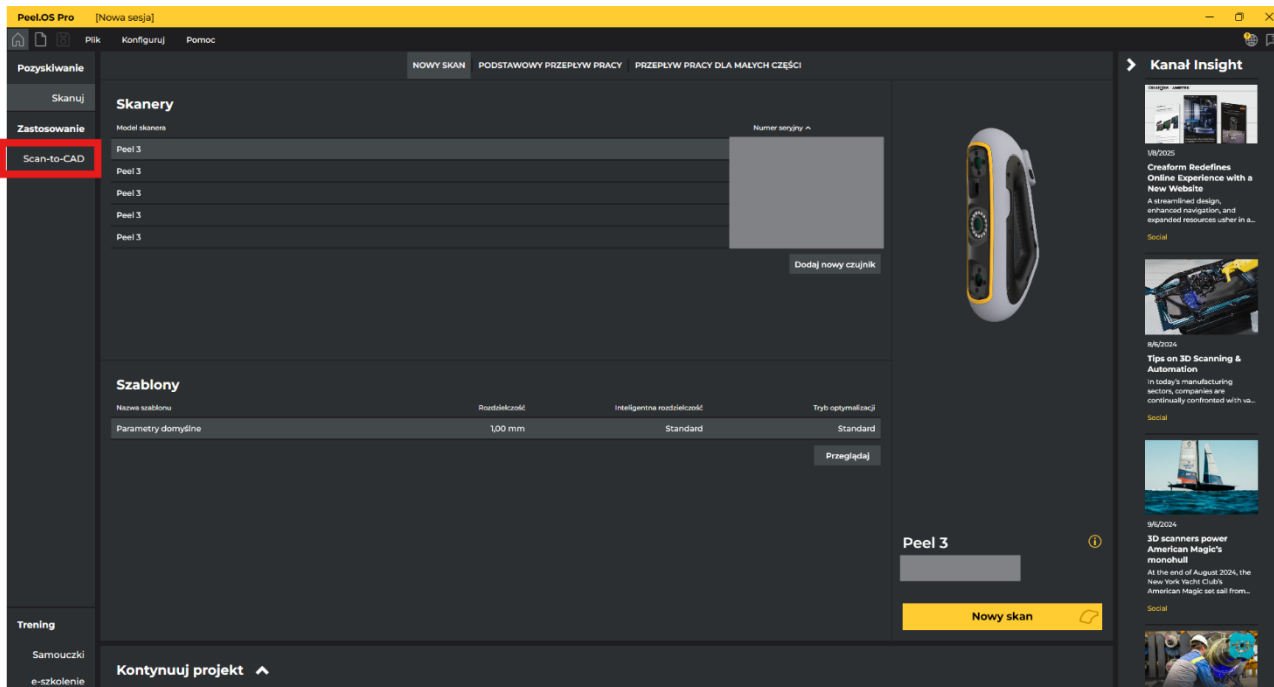 Peel.OS Pro [Nowa sesja]
Plik Konfiguruj Pomoc
Pozyskiwanie
Skanuj
Zastosowanie
Scan-to-CAD
NOWY SKAN PODSTAWOWY PRZEPŁYW PRACY PRZEPŁYW PRACY DLA MAŁYCH CZĘŚCI
Skanery
Model skanera Numer seryjny
Peel 3
Peel 3
Peel 3
Peel 3
Peel 3
Dodaj nowy czujnik
Szablony
Nazwa szablonu Rozdzielczość Inteligentna rozdzielczość Tryb optymalizacji
Parametry domyślne 1,00 mm Standard Standard
Przeglądaj
Peel 3
Nowy skan
Kontynuuj projekt
Trening
Samouczki
e-szkolenie
Kanał Insight
1/8/2025
Creaform Redefines
Online Experience with a
New Website
A streamlined design,
enhanced navigation, and
expanded resources usher in a...
Social
8/6/2024
Tips on 3D Scanning &
Automation
In today's manufacturing
sectors, companies are
continually confronted with va...
Social
9/6/2024
3D scanners power
American Magic's
monohull
At the end of August 2024, the
New York Yacht Club's
American Magic set sail from...
Social